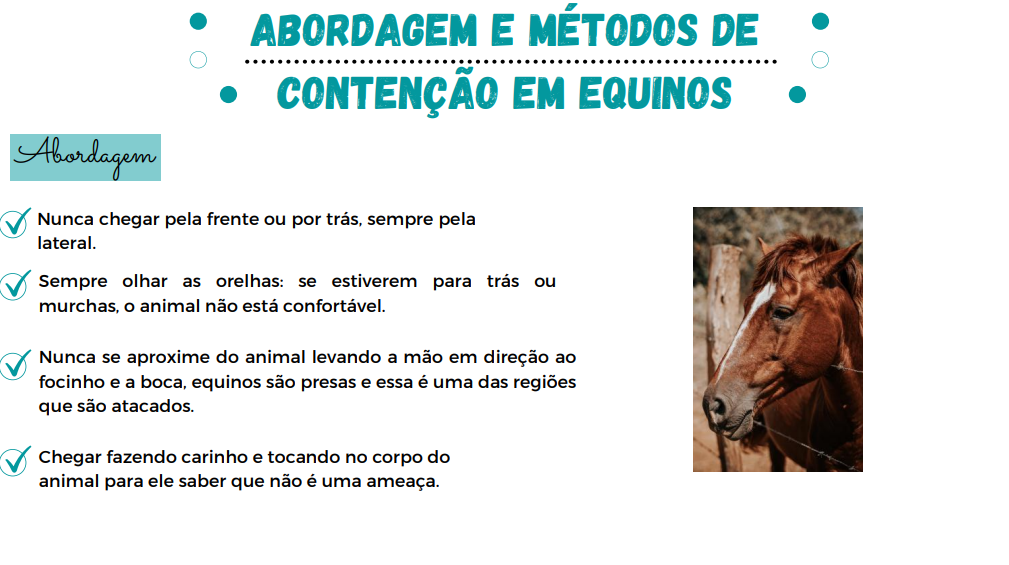 ABORDAGEM E MÉTODOS DE
CONTENÇÃO EM EQUINOS
Abordagem
Nunca chegar pela frente ou por trás, sempre pela
lateral.
Sempre olhar as orelhas: se estiverem para trás ou
murchas, o animal não está confortável.
Nunca se aproxime do animal levando a mão em direção ao
focinho e a boca, equinos são presas e essa é uma das regiões
que são atacados.
Chegar fazendo carinho e tocando no corpo do
animal para ele saber que não é uma ameaça.